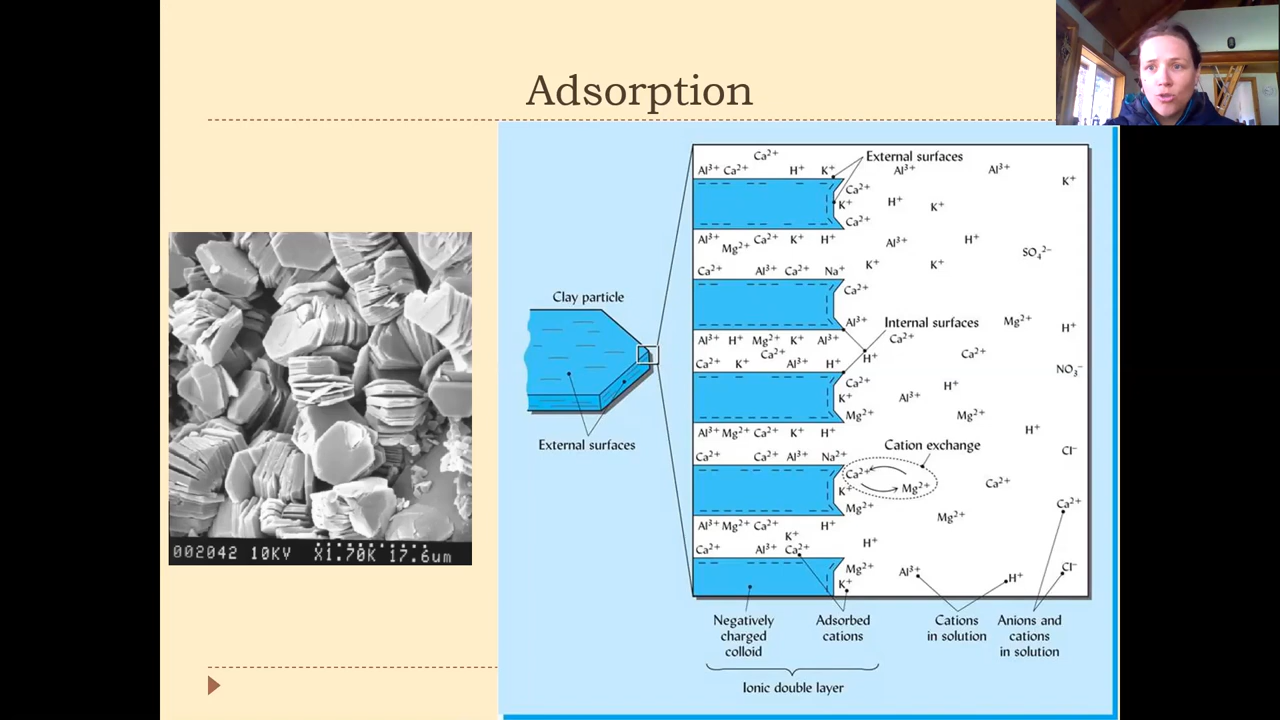 Adsorption
Ca²⁺
Al³⁺ Ca²⁺ H⁺ K⁺
External surfaces
Al³⁺ Al³⁺ K⁺
Ca²⁺
K⁺ H⁺ K⁺
Ca²⁺
Al³⁺ Mg²⁺ Ca²⁺ K⁺ H⁺ Al³⁺ H⁺ SO₄²⁻
Ca²⁺ Al³⁺ Ca²⁺ Na⁺ K⁺ K⁺
Ca²⁺
Clay particle
Al³⁺ Internal surfaces Mg²⁺ H⁺
Al³⁺ H⁺ Mg²⁺ K⁺ Al³⁺ Ca²⁺
Ca²⁺ H⁺ Ca²⁺
Ca²⁺ K⁺ Al³⁺ H⁺ NO₃⁻
Ca²⁺ H⁺
K⁺ Al³⁺
Mg²⁺ Mg²⁺
External surfaces
Al³⁺ Mg²⁺ Ca²⁺ K⁺ H⁺ H⁺
Cation exchange Cl⁻
Ca²⁺ Ca²⁺ Al³⁺ Na²⁺
Ca²⁺ Ca²⁺
K⁺ Mg²⁺
Mg²⁺ Mg²⁺ Ca²⁺
Al³⁺ Mg²⁺ Ca²⁺ H⁺
K⁺ H⁺
Ca²⁺ Al³⁺ Ca²⁺
Mg²⁺ Al³⁺ H⁺ Cl⁻
K⁺
002042 10KV X1.70K 17.6um
Negatively
charged
colloid
Adsorbed
cations
Cations
in solution
Anions and
cations
in solution
Ionic double layer